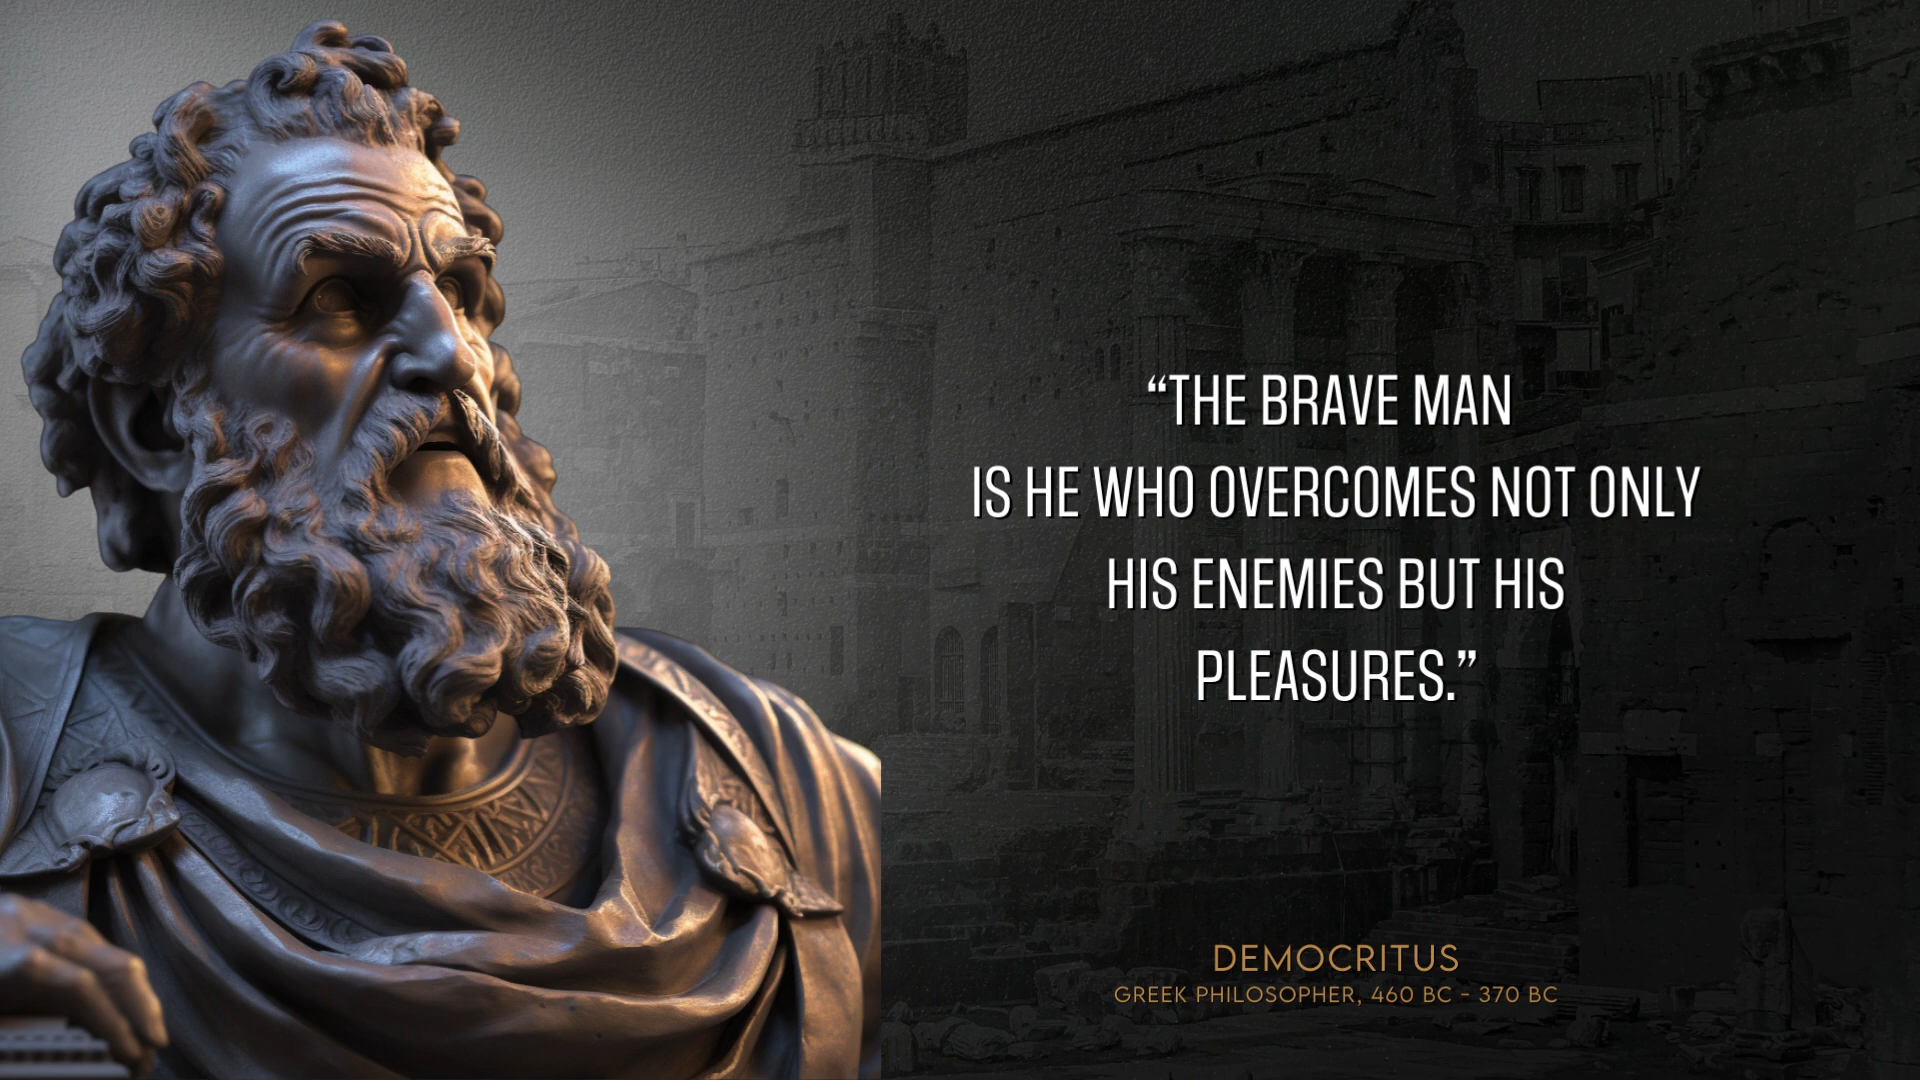 “THE BRAVE MAN
IS HE WHO OVERCOMES NOT ONLY
HIS ENEMIES BUT HIS
PLEASURES.”
DEMOCRITUS
GREEK PHILOSOPHER, 460 BC - 370 BC